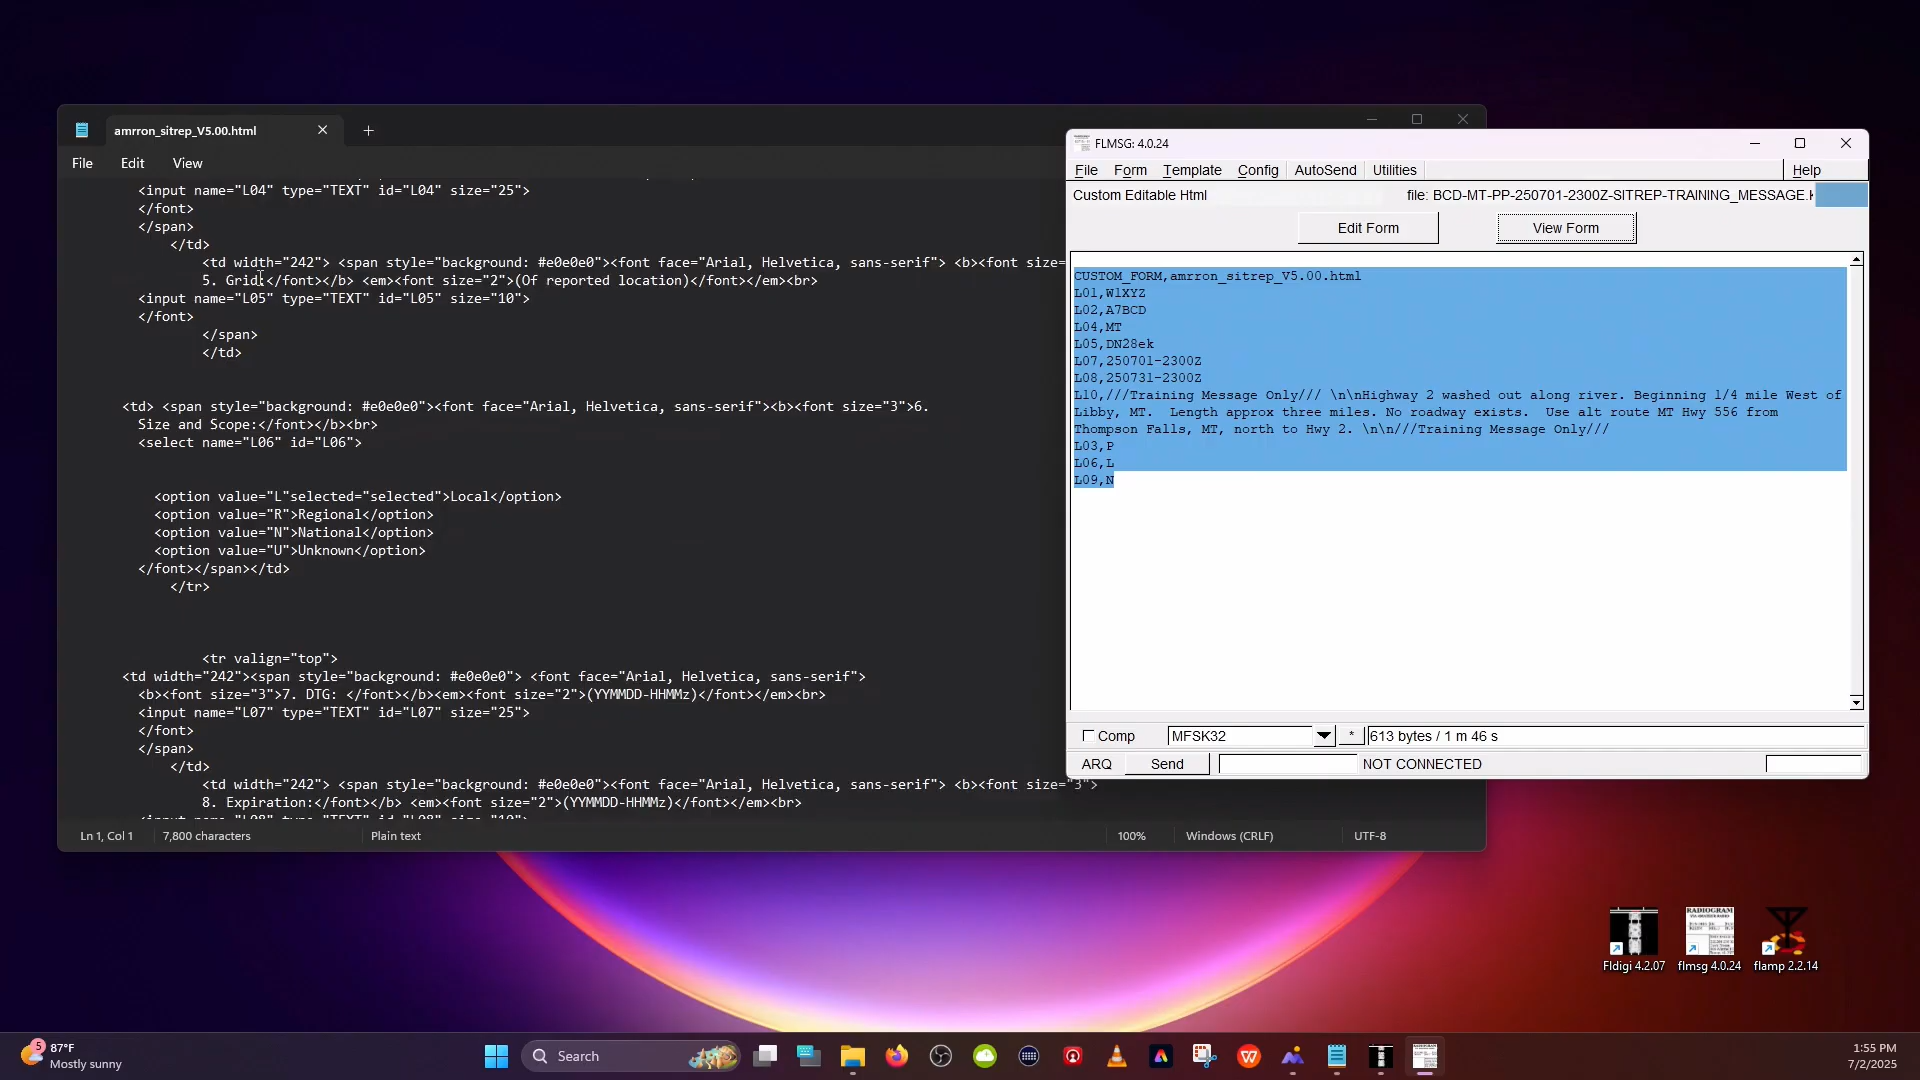 amrron_sitrep_V5.00.html
File Edit View
<input name="L04" type="TEXT" id="L04" size="25">
</font>
</span>
</td>
<td width="242"> <span style="background: #e0e0e0"><font face="Arial, Helvetica, sans-serif"> <b><font size=
5. Grid:</font></b> <em><font size="2">(Of reported location)</font></em><br>
<input name="L05" type="TEXT" id="L05" size="10">
</font>
</span>
</td>
<td> <span style="background: #e0e0e0"><font face="Arial, Helvetica, sans-serif"><b><font size="3">6.
Size and Scope:</font></b><br>
<select name="L06" id="L06">
<option value="L"selected="selected">Local</option>
<option value="R">Regional</option>
<option value="N">National</option>
<option value="U">Unknown</option>
</font></span></td>
</tr>
<tr valign="top">
<td width="242"><span style="background: #e0e0e0"> <font face="Arial, Helvetica, sans-serif">
<b><font size="3">7. DTG: </font></b><em><font size="2">(YYMMDD-HHMMz)</font></em><br>
<input name="L07" type="TEXT" id="L07" size="25">
</font>
</span>
</td>
<td width="242"> <span style="background: #e0e0e0"><font face="Arial, Helvetica, sans-serif"> <b><font size="3">
8. Expiration:</font></b> <em><font size="2">(YYMMDD-HHMMz)</font></em><br>
Ln 1, Col 1 7,800 characters Plain text 100% Windows (CRLF) UTF-8
FLMSG: 4.0.24
File Form Template Config AutoSend Utilities Help
Custom Editable Html file: BCD-MT-PP-250701-2300Z-SITREP-TRAINING_MESSAGE.
Edit Form View Form
CUSTOM_FORM,amrron_sitrep_V5.00.html
L01,W1XYZ
L02,A7BCD
L04,MT
L05,DN28ek
L07,250701-2300Z
L08,250731-2300Z
L10,///Training Message Only/// \n\nHighway 2 washed out along river. Beginning 1/4 mile West of
Libby, MT.  Length approx three miles. No roadway exists.  Use alt route MT Hwy 556 from
Thompson Falls, MT, north to Hwy 2. \n\n///Training Message Only///
L03,P
L06,L
L09,N
Comp MFSK32 * 613 bytes / 1 m 46 s
ARQ Send NOT CONNECTED
RADIOGRAM
Fldigi 4.2.07 flmsg 4.0.24 flamp 2.2.14
5 87°F
Mostly sunny
Search
1:55 PM
7/2/2025